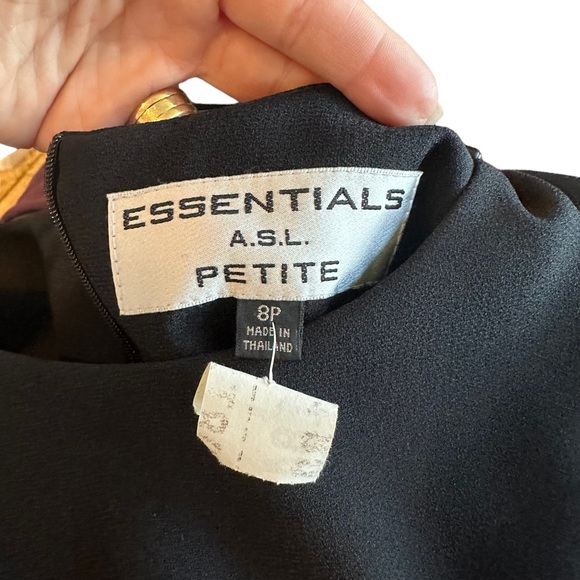 ESSENTIALS
A.S.L.
PETITE
8P
MADE IN
THAILAND